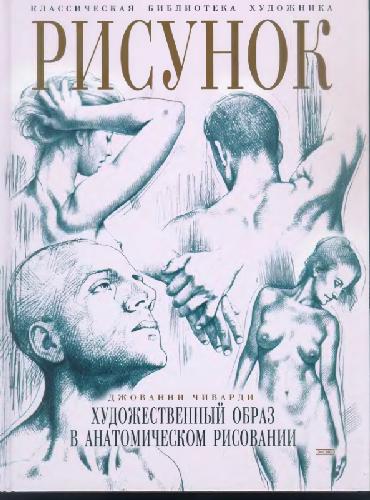 КЛАССИЧЕСКАЯ БИБЛИОТЕКА ХУДОЖНИКА
РИСУНОК
ДЖОВАННИ ЧИВАРДИ
ХУДОЖЕСТВЕННЫЙ ОБРАЗ
В АНАТОМИЧЕСКОМ РИСОВАНИИ